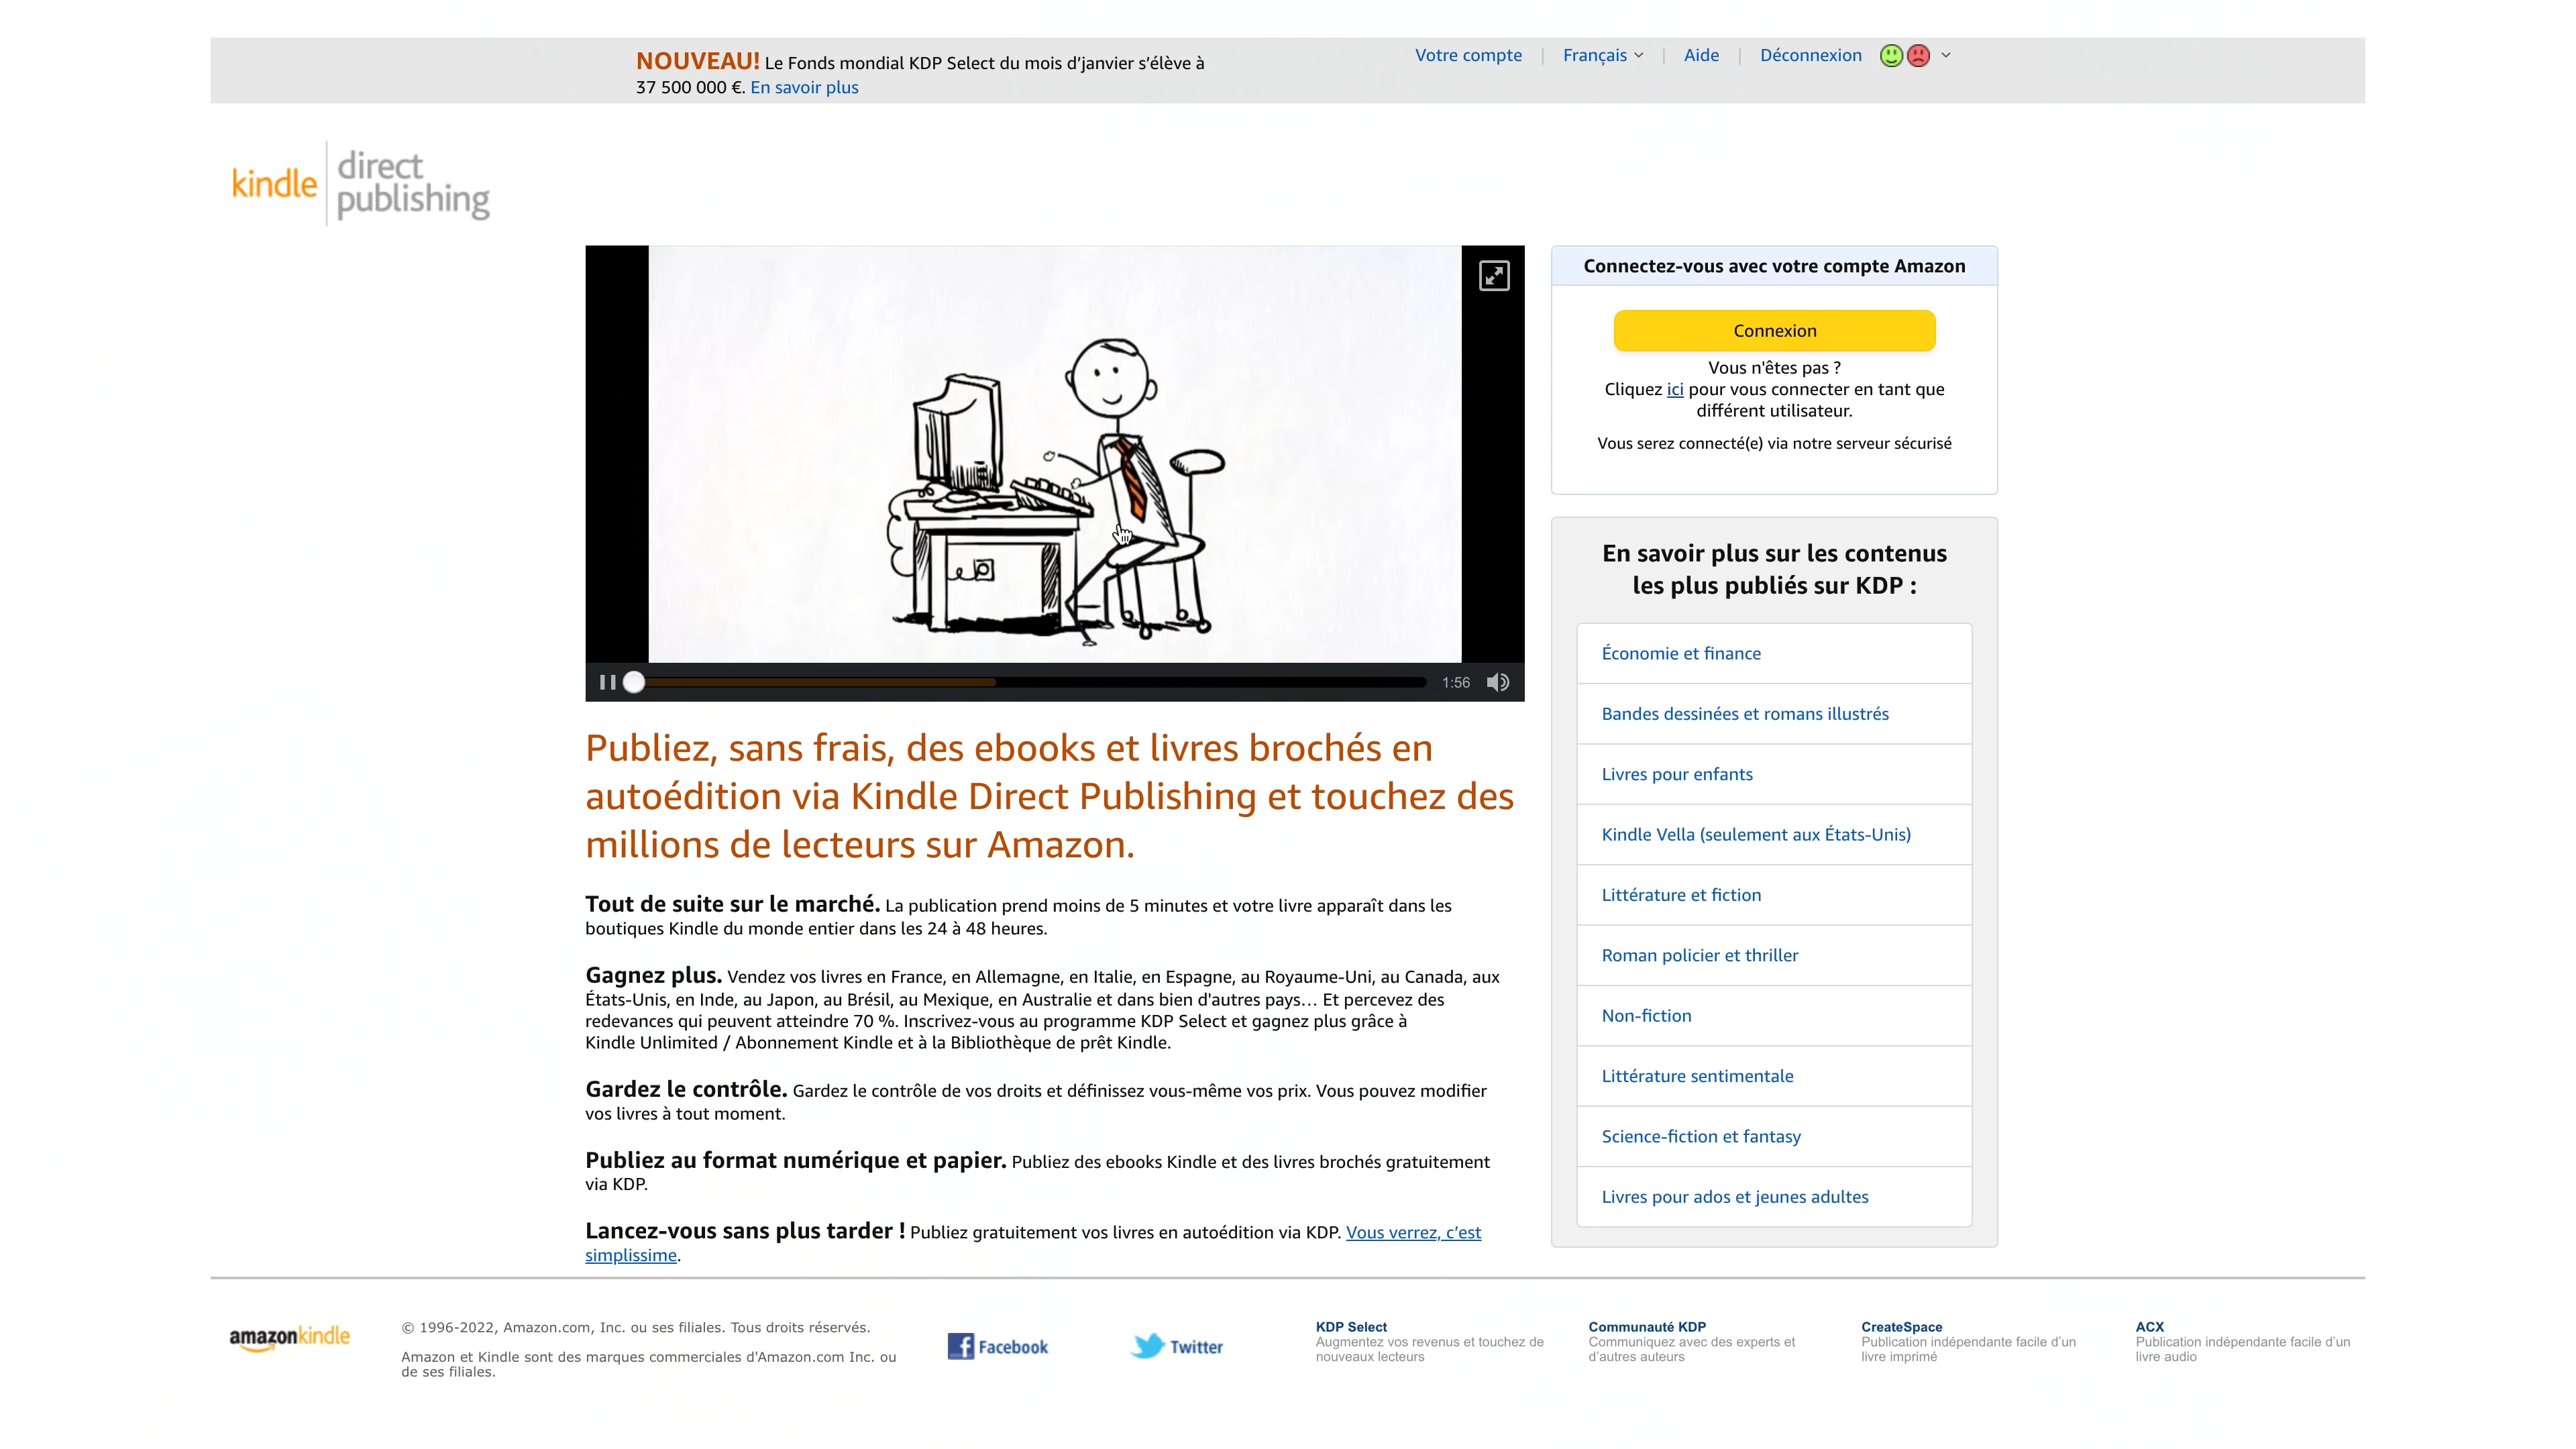 NOUVEAU! Le Fonds mondial KDP Select du mois d’janvier s’élève à
37 500 000 €. En savoir plus
Votre compte | Français | Aide | Déconnexion
kindle direct publishing
1:56
Connectez-vous avec votre compte Amazon
Connexion
Vous n'êtes pas ?
Cliquez ici pour vous connecter en tant que
différent utilisateur.
Vous serez connecté(e) via notre serveur sécurisé
Publiez, sans frais, des ebooks et livres brochés en
autoédition via Kindle Direct Publishing et touchez des
millions de lecteurs sur Amazon.
Tout de suite sur le marché. La publication prend moins de 5 minutes et votre livre apparaît dans les
boutiques Kindle du monde entier dans les 24 à 48 heures.
Gagnez plus. Vendez vos livres en France, en Allemagne, en Italie, en Espagne, au Royaume-Uni, au Canada, aux
États-Unis, en Inde, au Japon, au Brésil, au Mexique, en Australie et dans bien d'autres pays… Et percevez des
redevances qui peuvent atteindre 70 %. Inscrivez-vous au programme KDP Select et gagnez plus grâce à
Kindle Unlimited / Abonnement Kindle et à la Bibliothèque de prêt Kindle.
Gardez le contrôle. Gardez le contrôle de vos droits et définissez vous-même vos prix. Vous pouvez modifier
vos livres à tout moment.
Publiez au format numérique et papier. Publiez des ebooks Kindle et des livres brochés gratuitement
via KDP.
Lancez-vous sans plus tarder ! Publiez gratuitement vos livres en autoédition via KDP. Vous verrez, c’est
simplissime.
En savoir plus sur les contenus
les plus publiés sur KDP :
Économie et finance
Bandes dessinées et romans illustrés
Livres pour enfants
Kindle Vella (seulement aux États-Unis)
Littérature et fiction
Roman policier et thriller
Non-fiction
Littérature sentimentale
Science-fiction et fantasy
Livres pour ados et jeunes adultes
amazonkindle
© 1996-2022, Amazon.com, Inc. ou ses filiales. Tous droits réservés.
Amazon et Kindle sont des marques commerciales d'Amazon.com Inc. ou
de ses filiales.
Facebook
Twitter
KDP Select
Augmentez vos revenus et touchez de
nouveaux lecteurs
Communauté KDP
Communiquez avec des experts et
d’autres auteurs
CreateSpace
Publication indépendante facile d’un
livre imprimé
ACX
Publication indépendante facile d’un
livre audio